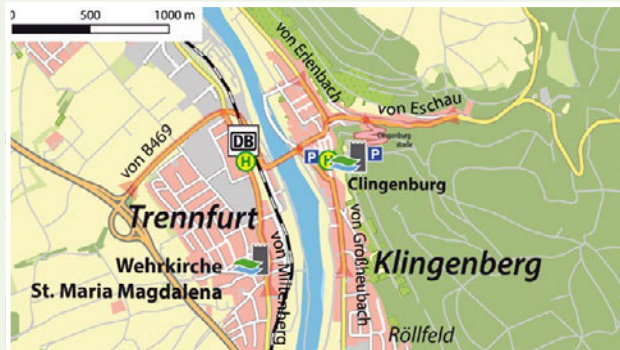 0 500 1000 m
von Erlenbach
von Eschau
von B469
DB
H
P
H
P
Clingenburg
Trennfurt
Wehrkirche
St. Maria Magdalena
von Miltenberg
von Großheubach
Klingenberg
Röllfeld